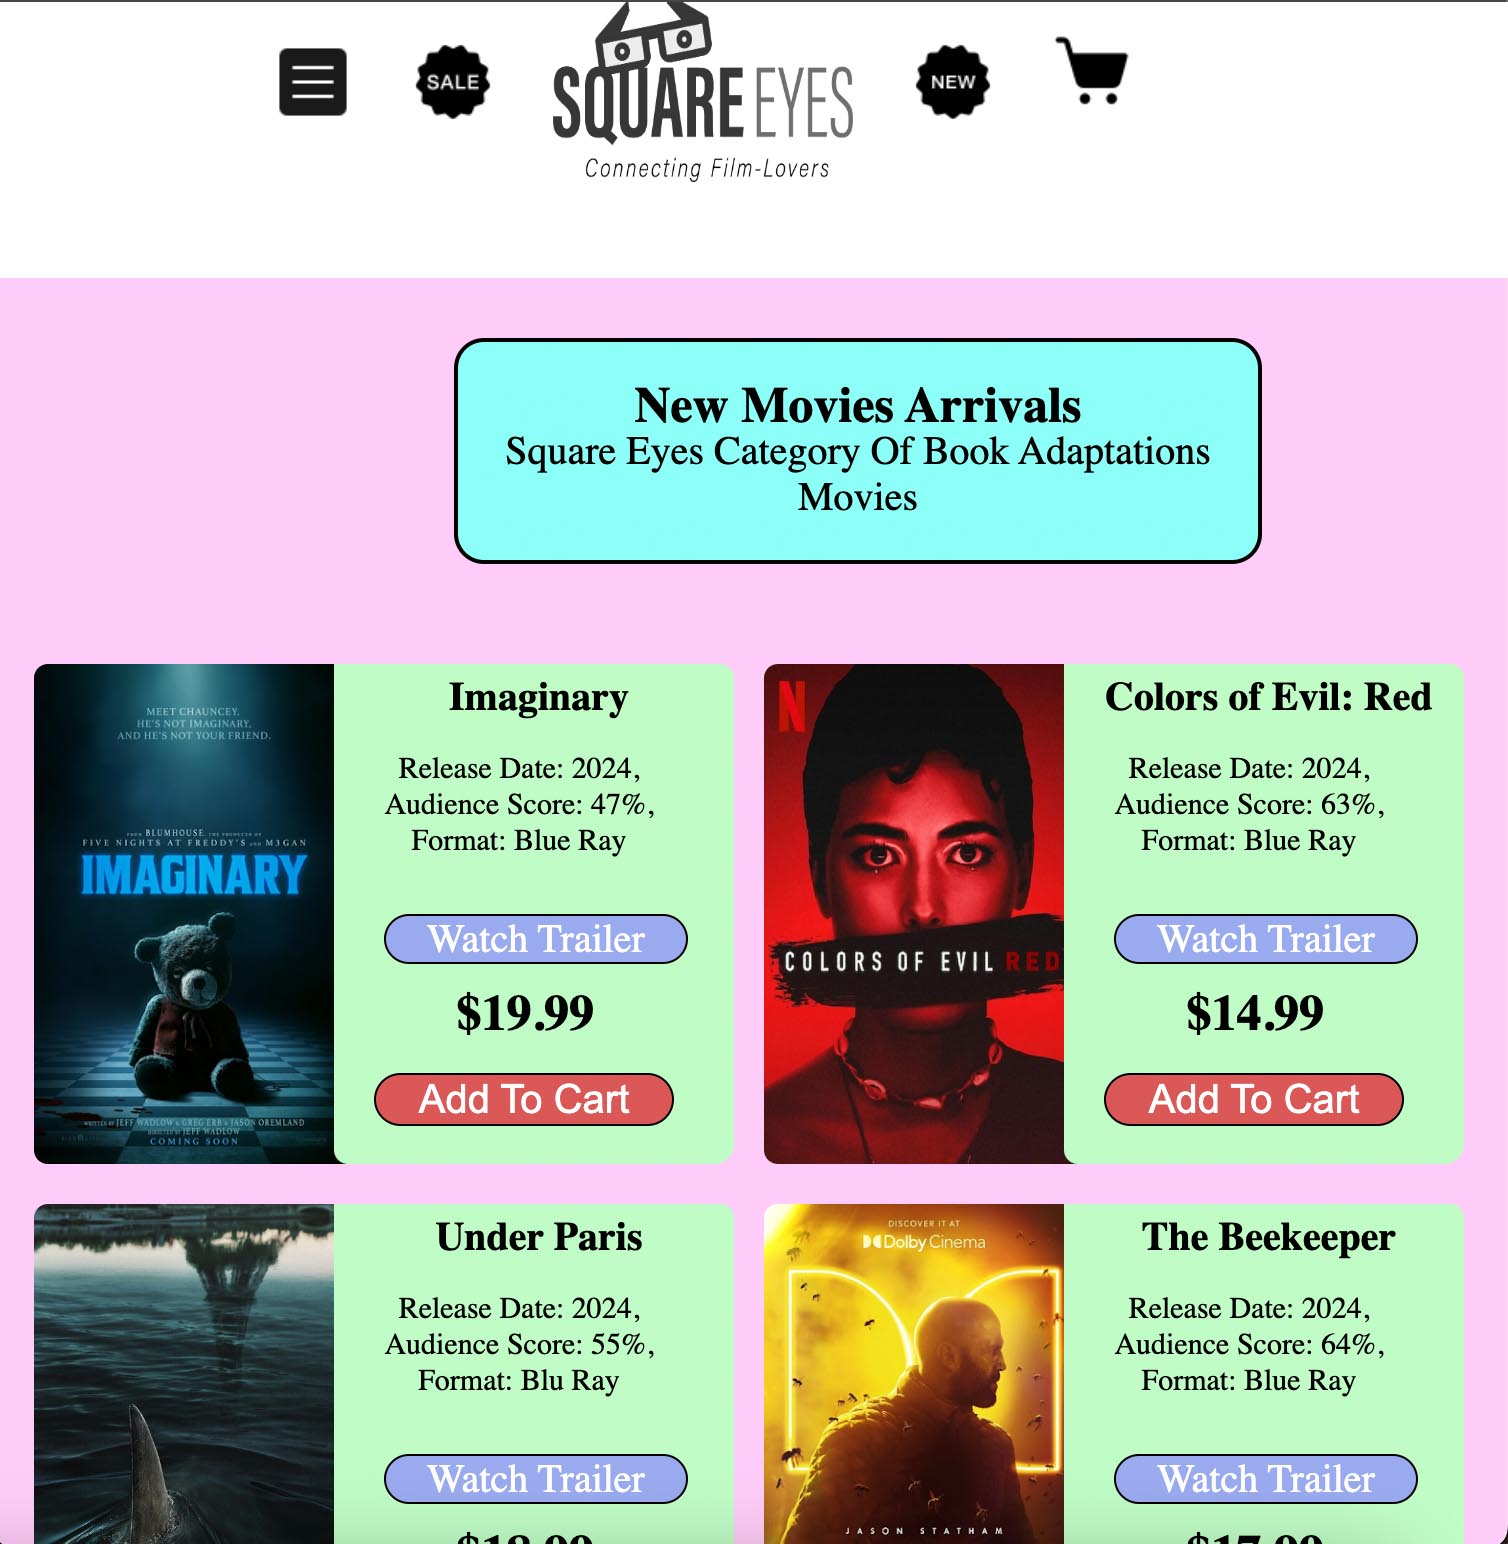 SALE
SQUARE EYES
NEW
Connecting Film-Lovers
New Movies Arrivals
Square Eyes Category Of Book Adaptations
Movies
MEET CHAUNCEY.
HE'S NOT IMAGINARY,
AND HE'S NOT YOUR FRIEND.
FROM BLUMHOUSE, THE PRODUCER OF
FIVE NIGHTS AT FREDDY'S AND M3GAN
IMAGINARY
WRITTEN BY JEFF WADLOW & GREG ERB & JASON OREMLAND
DIRECTED BY JEFF WADLOW
COMING SOON
Imaginary
Release Date: 2024,
Audience Score: 47%,
Format: Blue Ray
Watch Trailer
$19.99
Add To Cart
N
COLORS OF EVIL RED
Colors of Evil: Red
Release Date: 2024,
Audience Score: 63%,
Format: Blue Ray
Watch Trailer
$14.99
Add To Cart
Under Paris
Release Date: 2024,
Audience Score: 55%,
Format: Blu Ray
Watch Trailer
DISCOVER IT AT
Dolby Cinema
JASON STATHAM
The Beekeeper
Release Date: 2024,
Audience Score: 64%,
Format: Blue Ray
Watch Trailer